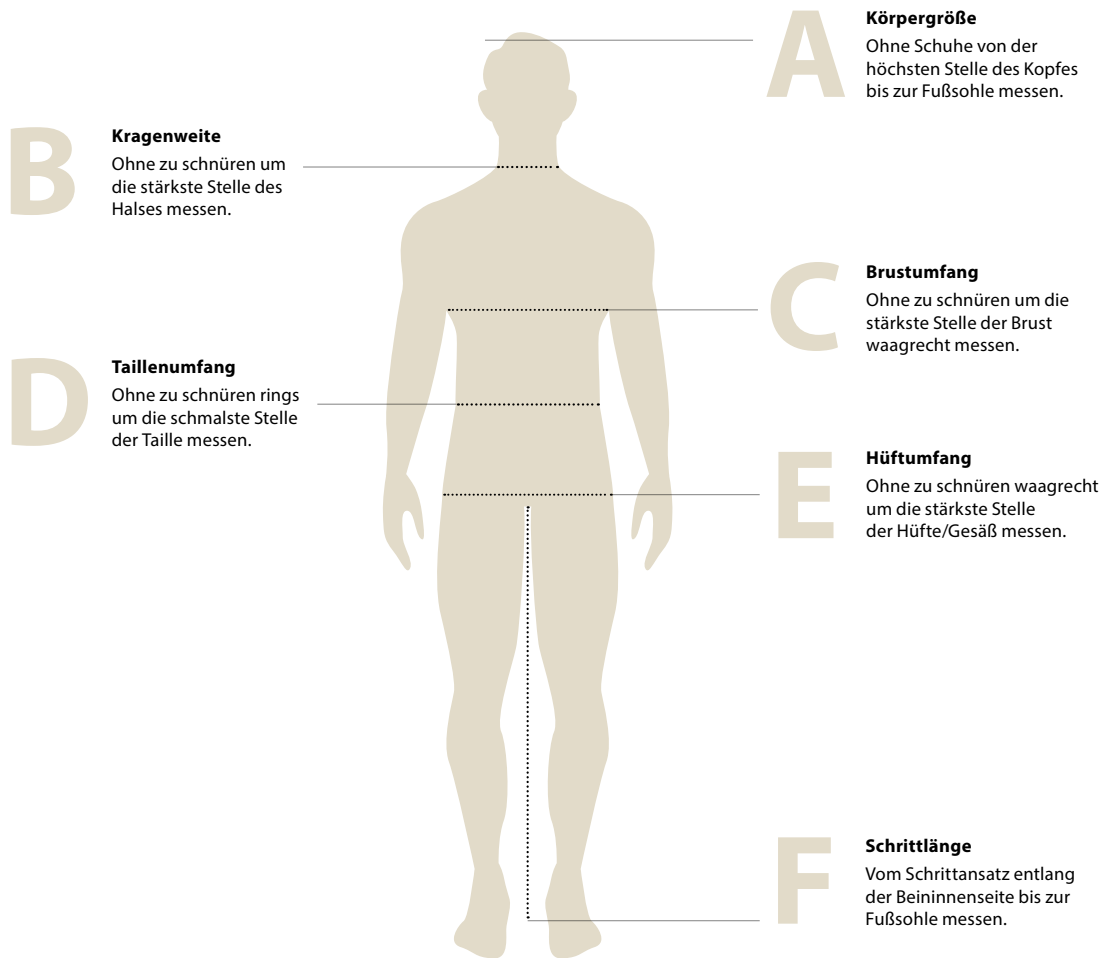 A
Körpergröße
Ohne Schuhe von der
höchsten Stelle des Kopfes
bis zur Fußsohle messen.
B
Kragenweite
Ohne zu schnüren um
die stärkste Stelle des
Halses messen.
C
Brustumfang
Ohne zu schnüren um die
stärkste Stelle der Brust
waagrecht messen.
D
Taillenumfang
Ohne zu schnüren rings
um die schmalste Stelle
der Taille messen.
E
Hüftumfang
Ohne zu schnüren waagrecht
um die stärkste Stelle
der Hüfte/Gesäß messen.
F
Schrittlänge
Vom Schrittansatz entlang
der Beininnenseite bis zur
Fußsohle messen.